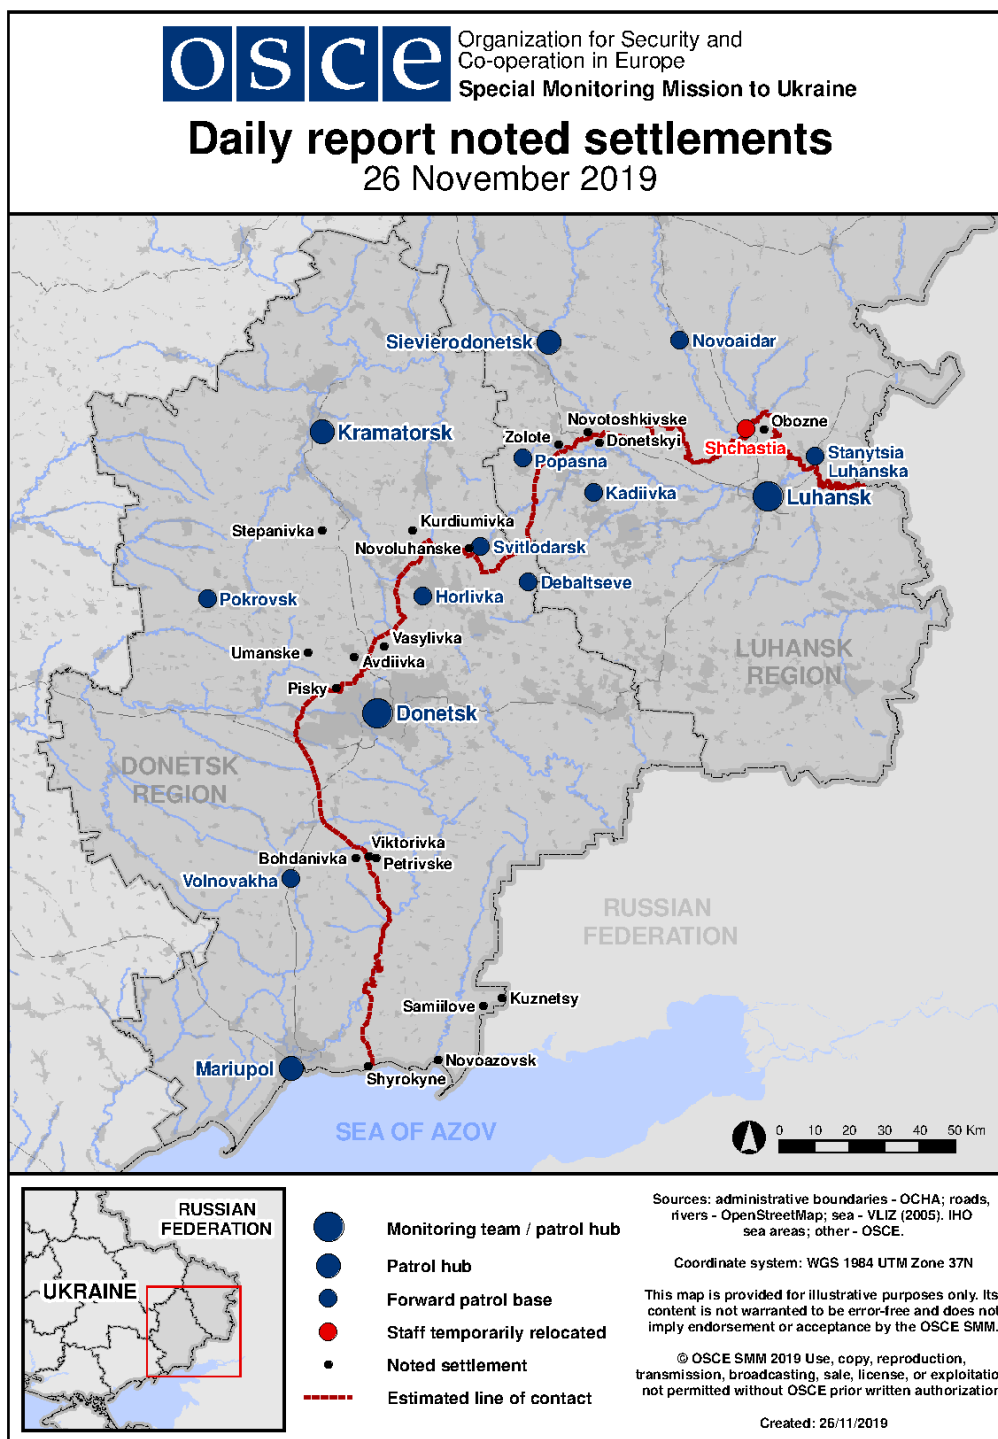 osce
Organization for Security and
Co-operation in Europe
Special Monitoring Mission to Ukraine
Daily report noted settlements
26 November 2019
Sievierodonetsk
Novoaidar
Kramatorsk
Novotoshkivske
Obozne
Zolote
Donetskyi
Shchastia
Popasna
Stanytsia
Luhanska
Kadiivka
Luhansk
Stepanivka
Kurdiumivka
Novoluhanske
Svitlodarsk
Debaltseve
Pokrovsk
Horlivka
Vasylivka
Umanske
Avdiivka
LUHANSK
REGION
Pisky
Donetsk
DONETSK
REGION
Viktorivka
Bohdanivka
Petrivske
Volnovakha
RUSSIAN
FEDERATION
Samiilove
Kuznetsy
Mariupol
Novoazovsk
Shyrokyne
SEA OF AZOV
0 10 20 30 40 50 Km
RUSSIAN
FEDERATION
UKRAINE
Monitoring team / patrol hub
Patrol hub
Forward patrol base
Staff temporarily relocated
Noted settlement
Estimated line of contact
Sources: administrative boundaries - OCHA; roads,
rivers - OpenStreetMap; sea - VLIZ (2005). IHO
sea areas; other - OSCE.
Coordinate system: WGS 1984 UTM Zone 37N
This map is provided for illustrative purposes only. Its
content is not warranted to be error-free and does not
imply endorsement or acceptance by the OSCE SMM.
© OSCE SMM 2019 Use, copy, reproduction,
transmission, broadcasting, sale, license, or exploitatio
not permitted without OSCE prior written authorization
Created: 26/11/2019